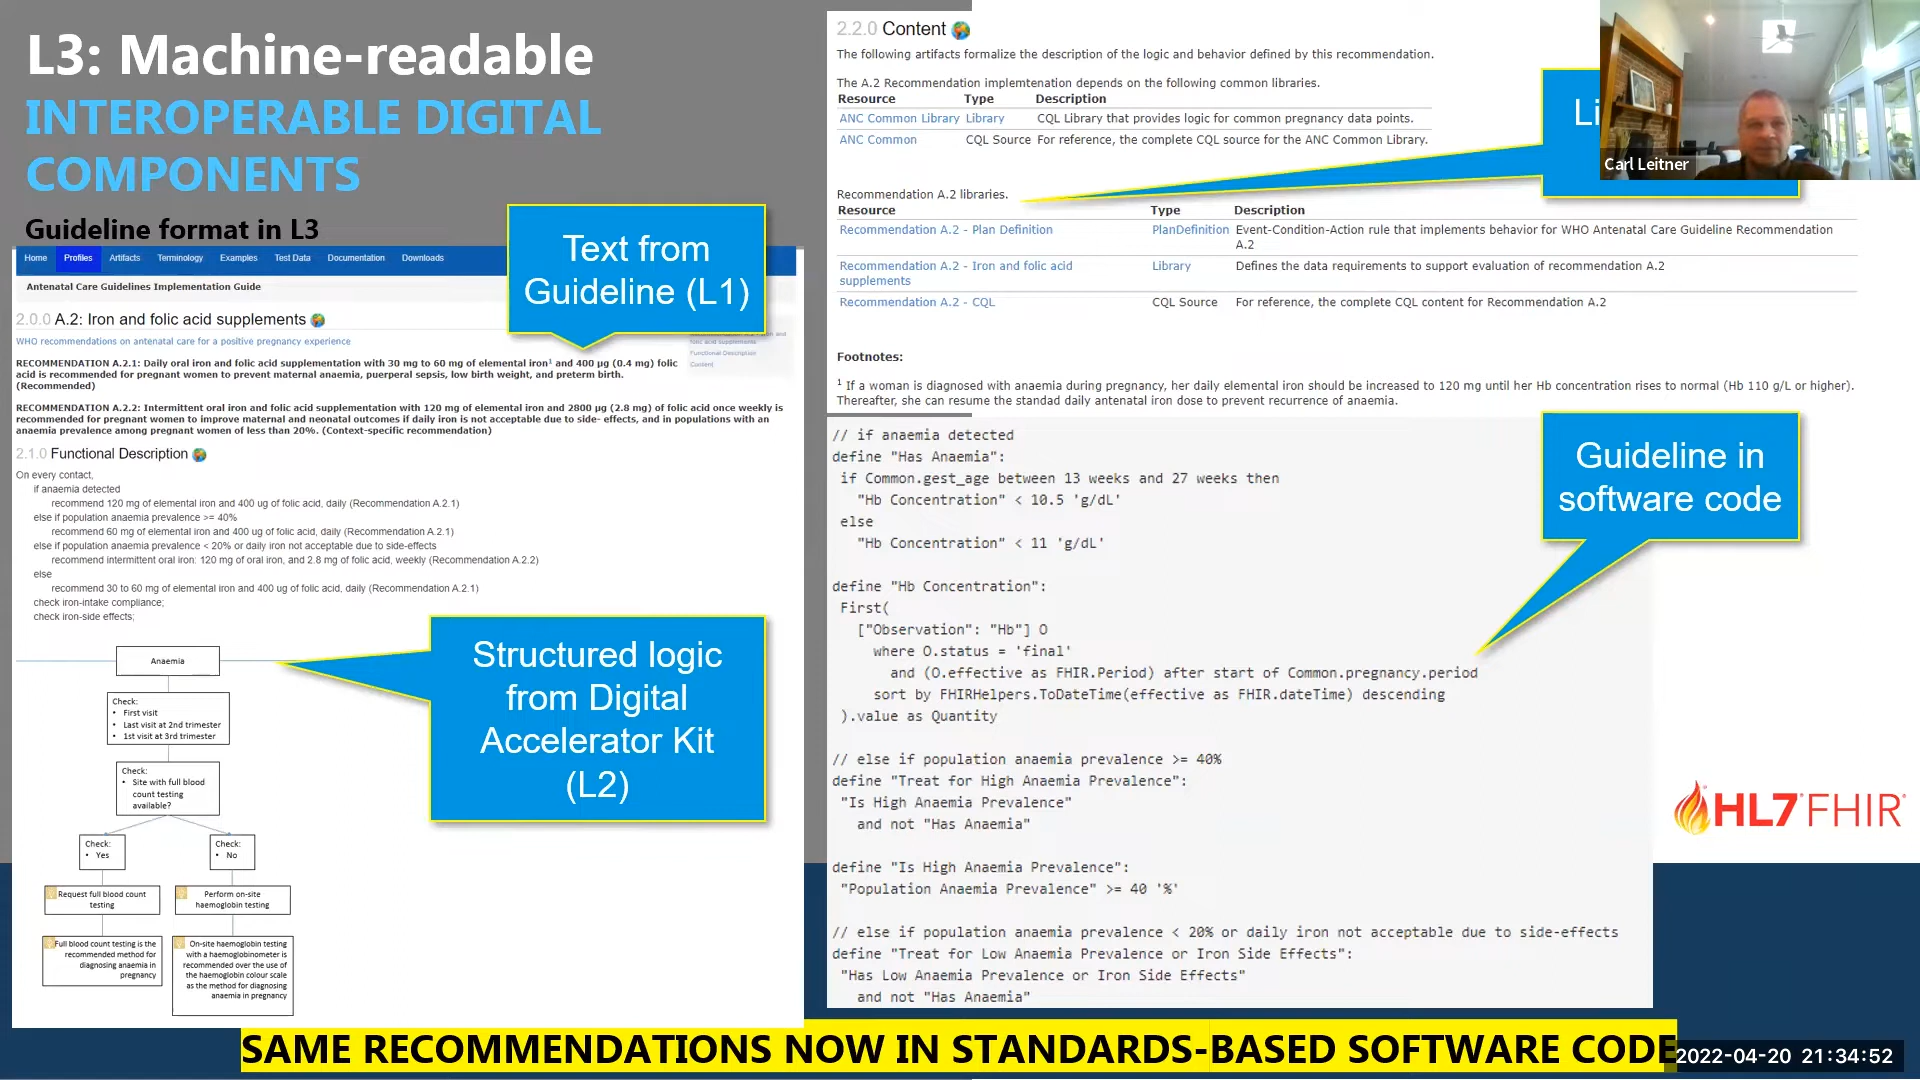 L3: Machine-readable
INTEROPERABLE DIGITAL
COMPONENTS
Guideline format in L3
Home Profiles Artifacts Terminology Examples Test Data Documentation Downloads
Antenatal Care Guidelines Implementation Guide
2.0.0 A.2: Iron and folic acid supplements
WHO recommendations on antenatal care for a positive pregnancy experience
RECOMMENDATION A.2.1: Daily oral iron and folic acid supplementation with 30 mg to 60 mg of elemental iron¹ and 400 µg (0.4 mg) folic
acid is recommended for pregnant women to prevent maternal anaemia, puerperal sepsis, low birth weight, and preterm birth.
(Recommended)
RECOMMENDATION A.2.2: Intermittent oral iron and folic acid supplementation with 120 mg of elemental iron and 2800 µg (2.8 mg) of folic acid once weekly is
recommended for pregnant women to improve maternal and neonatal outcomes if daily iron is not acceptable due to side- effects, and in populations with an
anaemia prevalence among pregnant women of less than 20%. (Context-specific recommendation)
folic acid supplements
Functional Description
Content
2.1.0 Functional Description
On every contact,
if anaemia detected
recommend 120 mg of elemental iron and 400 ug of folic acid, daily (Recommendation A.2.1)
else if population anaemia prevalence >= 40%
recommend 60 mg of elemental iron and 400 ug of folic acid, daily (Recommendation A.2.1)
else if population anaemia prevalence < 20% or daily iron not acceptable due to side-effects
recommend intermittent oral iron: 120 mg of oral iron, and 2.8 mg of folic acid, weekly (Recommendation A.2.2)
else
recommend 30 to 60 mg of elemental iron and 400 ug of folic acid, daily (Recommendation A.2.1)
check iron-intake compliance;
check iron-side effects;
Anaemia
Check:
• First visit
• Last visit at 2nd trimester
• 1st visit at 3rd trimester
Check:
• Site with full blood
count testing
available?
Check:
• Yes
Check:
• No
Request full blood count
testing
Perform on-site
haemoglobin testing
Full blood count testing is the
recommended method for
diagnosing anaemia in
pregnancy
On-site haemoglobin testing
with a haemoglobinometer is
recommended over the use of
the haemoglobin colour scale
as the method for diagnosing
anaemia in pregnancy
Text from
Guideline (L1)
Structured logic
from Digital
Accelerator Kit
(L2)
2.2.0 Content
The following artifacts formalize the description of the logic and behavior defined by this recommendation.
The A.2 Recommendation implemtenation depends on the following common libraries.
Resource Type Description
ANC Common Library Library CQL Library that provides logic for common pregnancy data points.
ANC Common CQL Source For reference, the complete CQL source for the ANC Common Library.
Recommendation A.2 libraries.
Resource Type Description
Recommendation A.2 - Plan Definition PlanDefinition Event-Condition-Action rule that implements behavior for WHO Antenatal Care Guideline Recommendation
A.2
Recommendation A.2 - Iron and folic acid Library Defines the data requirements to support evaluation of recommendation A.2
supplements
Recommendation A.2 - CQL CQL Source For reference, the complete CQL content for Recommendation A.2
Footnotes:
¹ If a woman is diagnosed with anaemia during pregnancy, her daily elemental iron should be increased to 120 mg until her Hb concentration rises to normal (Hb 110 g/L or higher).
Thereafter, she can resume the standad daily antenatal iron dose to prevent recurrence of anaemia.
Carl Leitner
// if anaemia detected
define "Has Anaemia":
if Common.gest_age between 13 weeks and 27 weeks then
"Hb Concentration" < 10.5 'g/dL'
else
"Hb Concentration" < 11 'g/dL'
define "Hb Concentration":
First(
["Observation": "Hb"] O
where O.status = 'final'
and (O.effective as FHIR.Period) after start of Common.pregnancy.period
sort by FHIRHelpers.ToDateTime(effective as FHIR.dateTime) descending
).value as Quantity
// else if population anaemia prevalence >= 40%
define "Treat for High Anaemia Prevalence":
"Is High Anaemia Prevalence"
and not "Has Anaemia"
define "Is High Anaemia Prevalence":
"Population Anaemia Prevalence" >= 40 '%'
// else if population anaemia prevalence < 20% or daily iron not acceptable due to side-effects
define "Treat for Low Anaemia Prevalence or Iron Side Effects":
"Has Low Anaemia Prevalence or Iron Side Effects"
and not "Has Anaemia"
Guideline in
software code
HL7 FHIR
SAME RECOMMENDATIONS NOW IN STANDARDS-BASED SOFTWARE CODE
2022-04-20 21:34:52